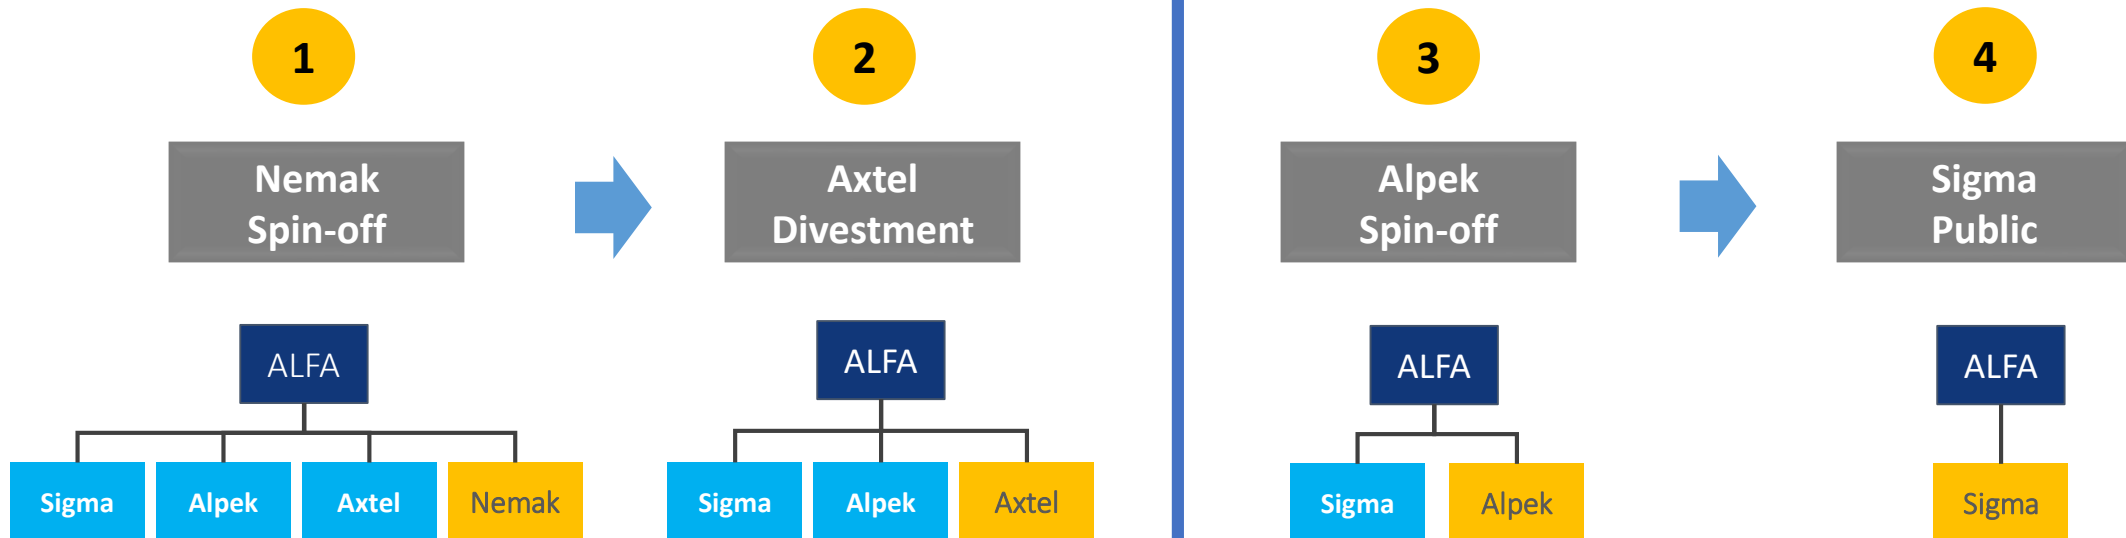 1
2
3
4
Nemak
Spin-off
Axtel
Divestment
Alpek
Spin-off
Sigma
Public
ALFA
ALFA
ALFA
ALFA
Sigma
Alpek
Axtel
Nemak
Sigma
Alpek
Axtel
Sigma
Alpek
Sigma